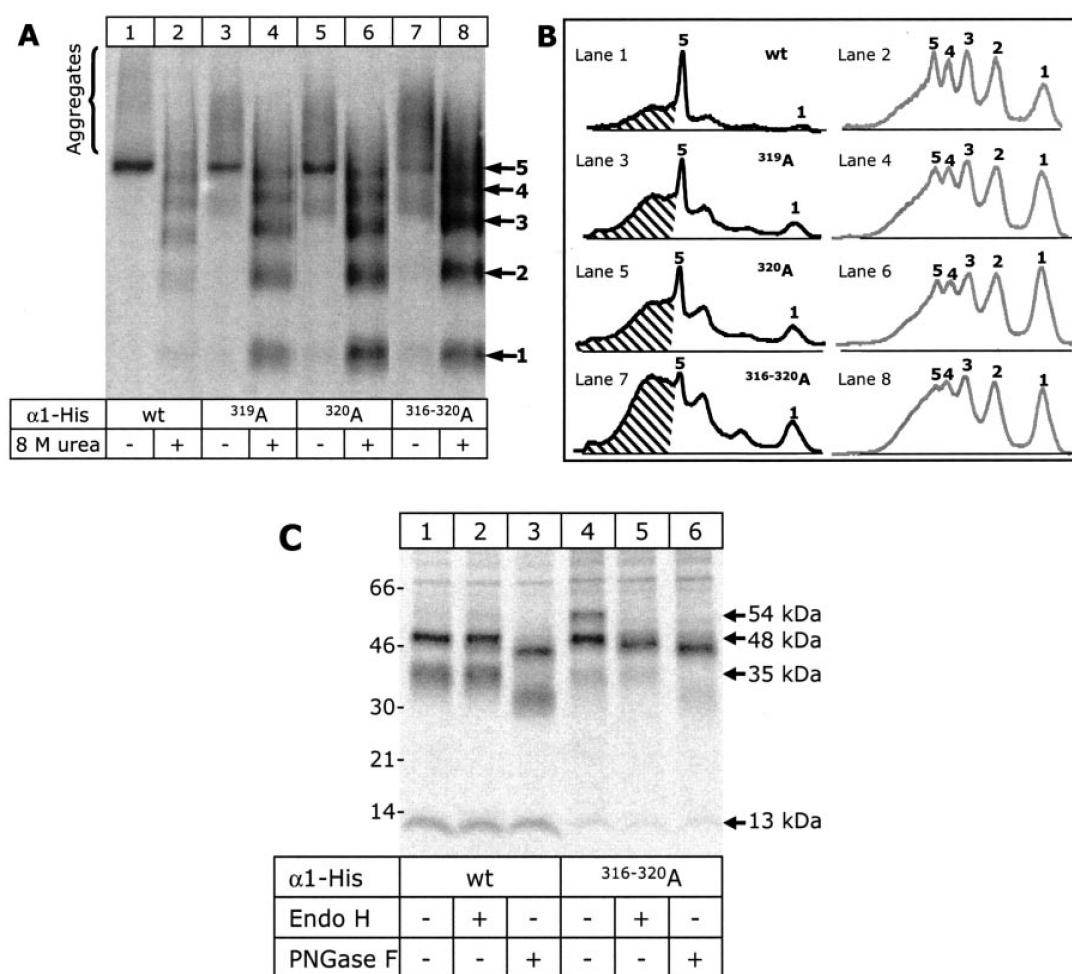 A
1 2 3 4 5 6 7 8
Aggregates
5
4
3
2
1
α1-His wt ³¹⁹A ³²⁰A ³¹⁶⁻³²⁰A
8 M urea - + - + - + - +
B
Lane 1 5 wt 1
Lane 2 5 4 3 2 1
Lane 3 5 ³¹⁹A 1
Lane 4 5 4 3 2 1
Lane 5 5 ³²⁰A 1
Lane 6 5 4 3 2 1
Lane 7 5 ³¹⁶⁻³²⁰A 1
Lane 8 5 4 3 2 1
C
1 2 3 4 5 6
66-
54 kDa
48 kDa
46-
35 kDa
30-
21-
14-
13 kDa
α1-His wt ³¹⁶⁻³²⁰A
Endo H - + - - + -
PNGase F - - + - - +